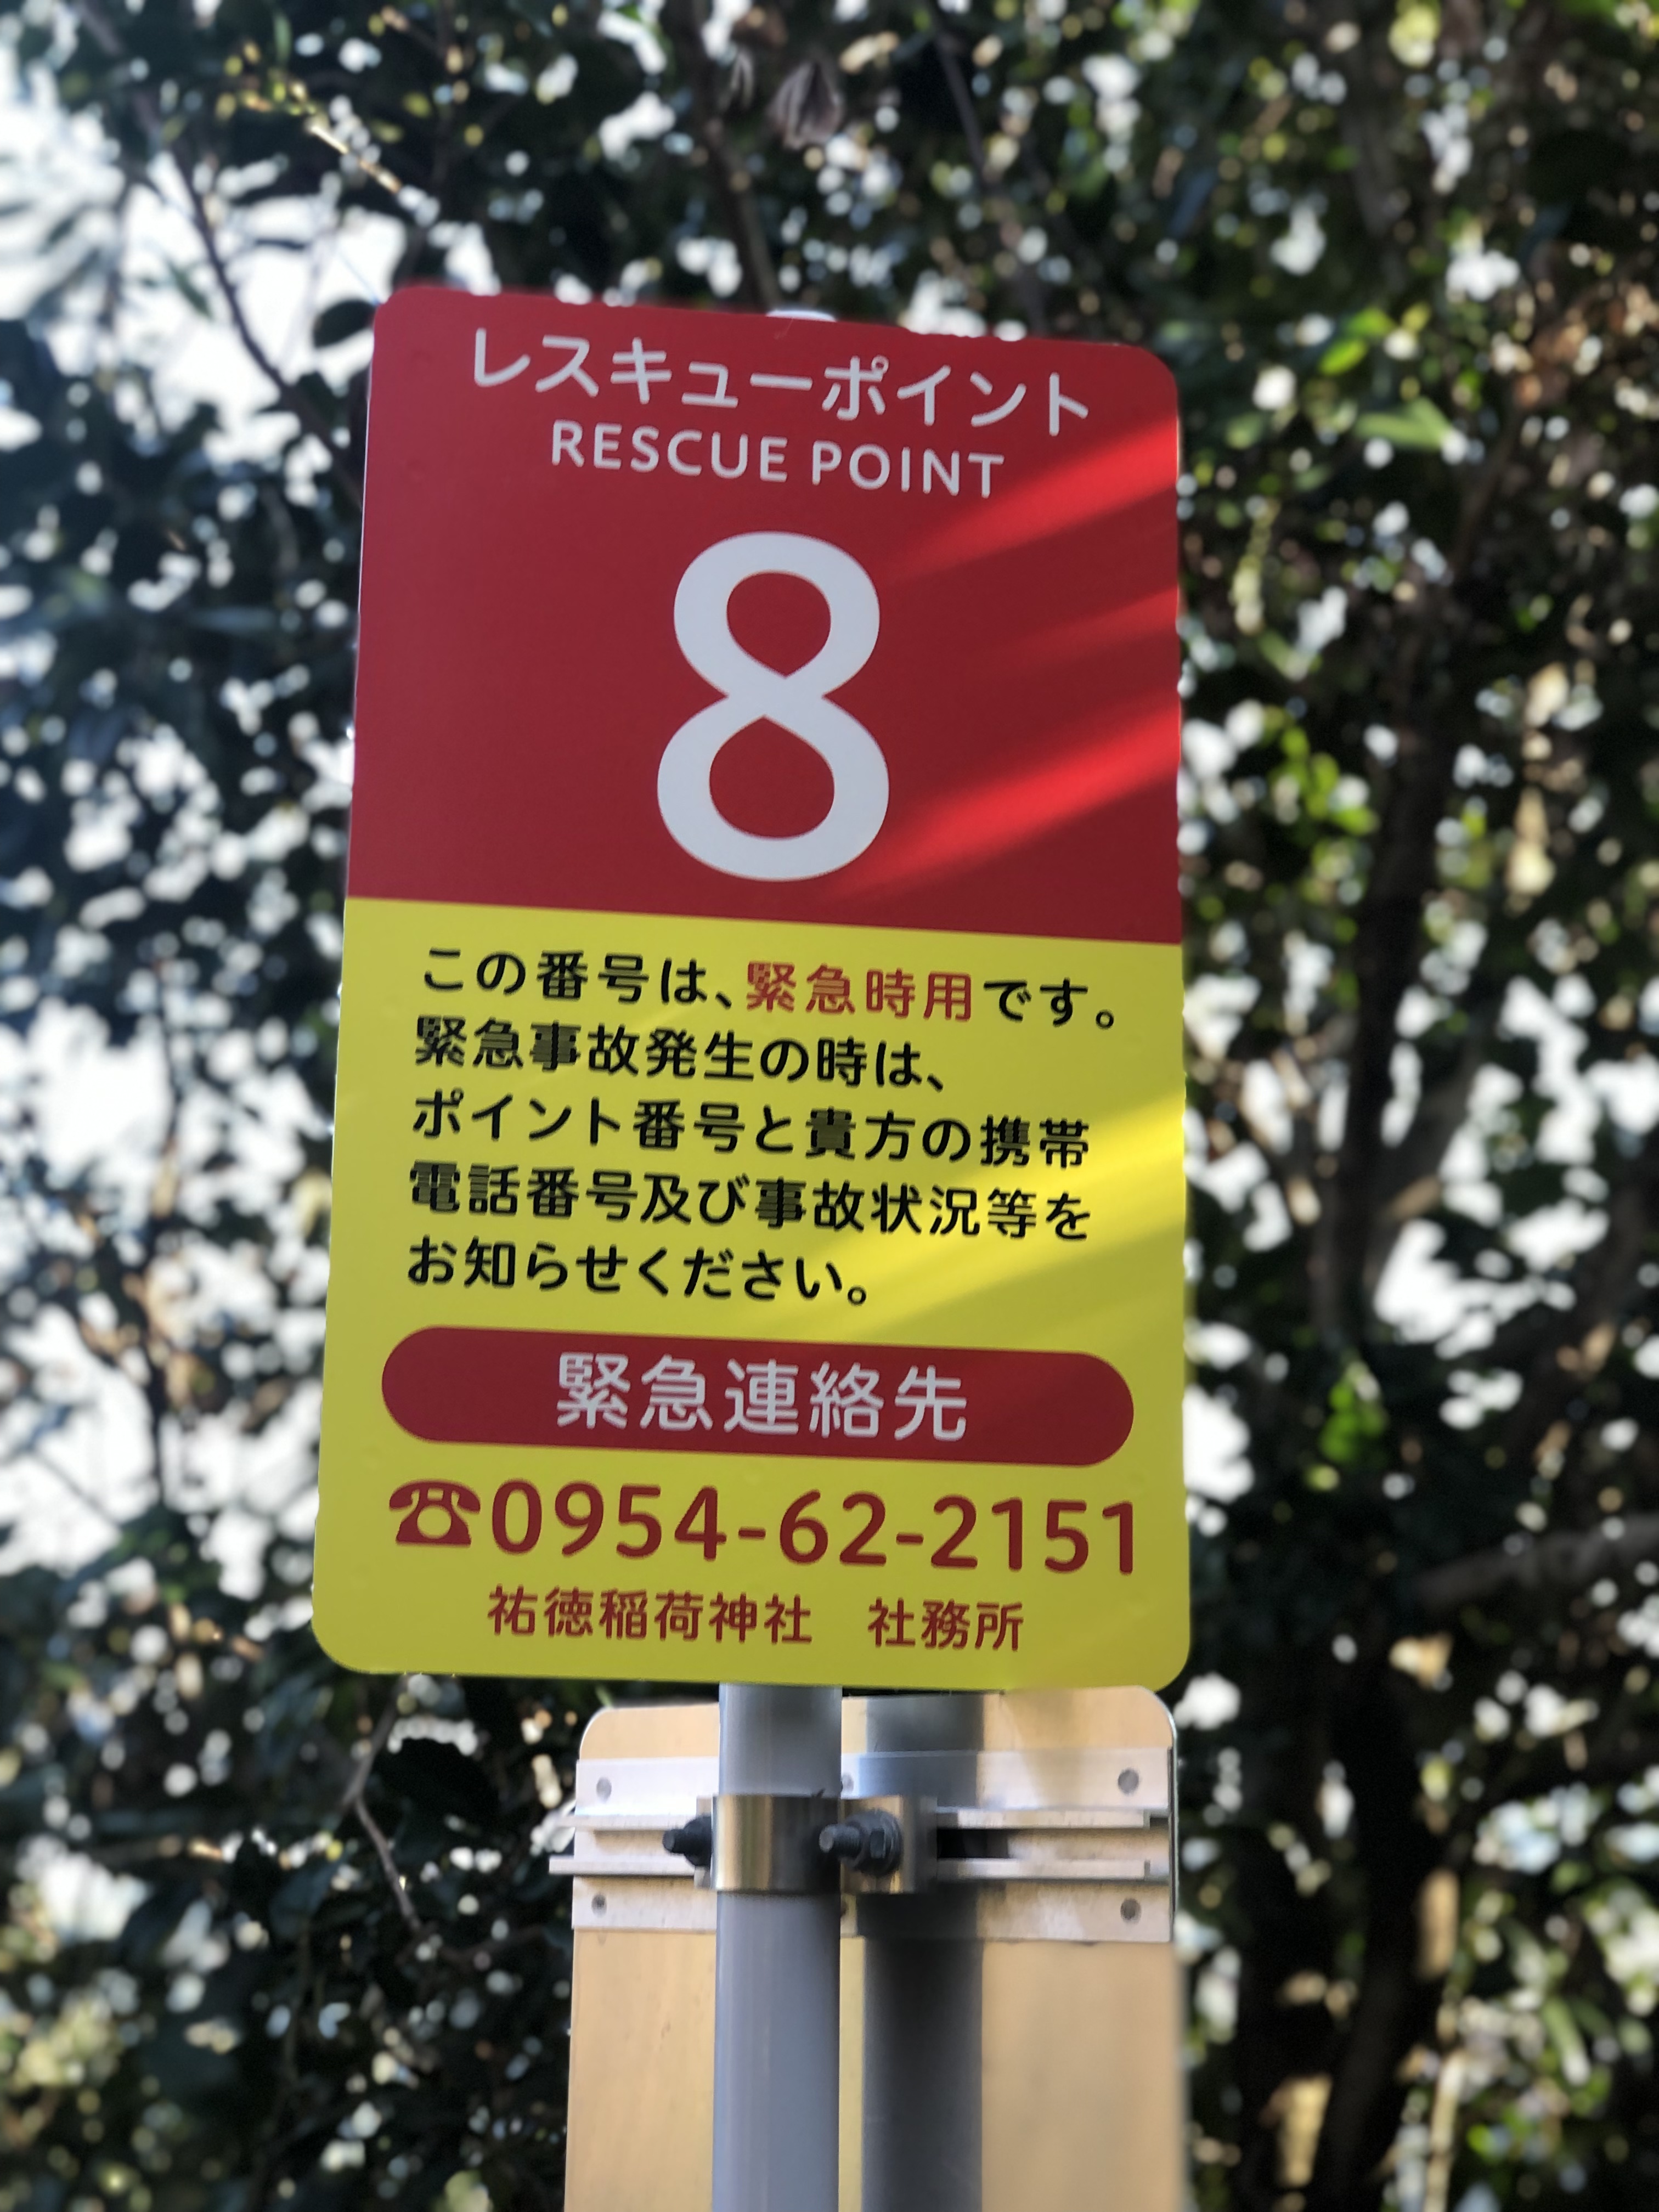 レスキューポイント
RESCUE POINT
8
この番号は、緊急時用です。
緊急事故発生の時は、
ポイント番号と貴方の携帯
電話番号及び事故状況等を
お知らせください。
緊急連絡先
☎0954-62-2151
祐徳稲荷神社　社務所